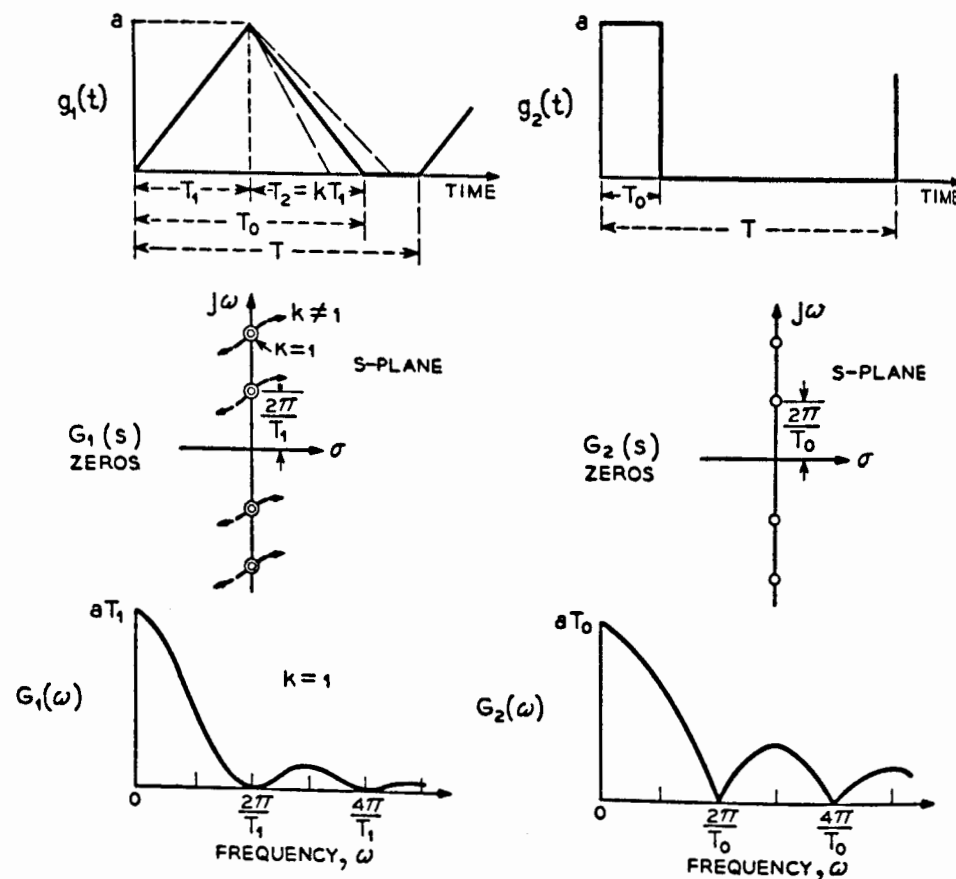 a
g₁(t)
T₁
T₂ = kT₁
TIME
T₀
T
a
g₂(t)
T₀
TIME
T
jω
k ≠ 1
k = 1
S-PLANE
2π/T₁
G₁(s)
ZEROS
σ
jω
S-PLANE
2π/T₀
G₂(s)
ZEROS
σ
aT₁
G₁(ω)
k = 1
0
2π/T₁
4π/T₁
FREQUENCY, ω
aT₀
G₂(ω)
0
2π/T₀
4π/T₀
FREQUENCY, ω